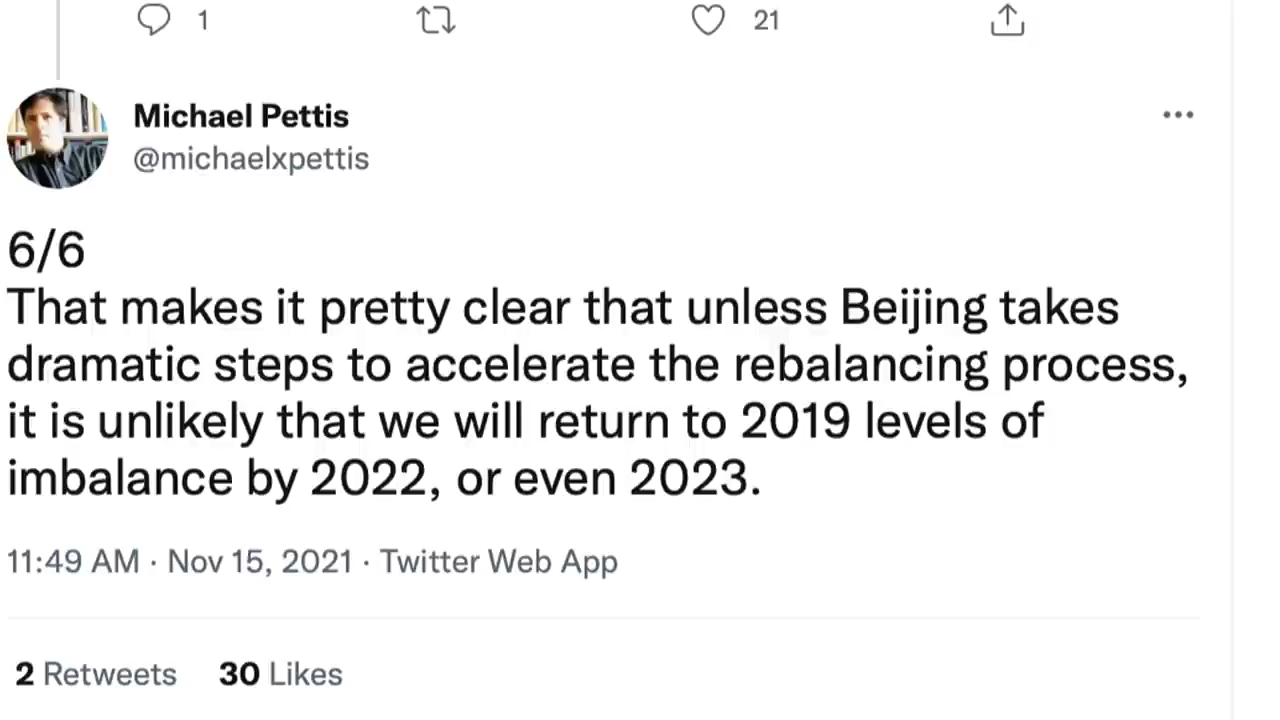 1 21
Michael Pettis
@michaelxpettis
6/6
That makes it pretty clear that unless Beijing takes
dramatic steps to accelerate the rebalancing process,
it is unlikely that we will return to 2019 levels of
imbalance by 2022, or even 2023.
11:49 AM · Nov 15, 2021 · Twitter Web App
2 Retweets 30 Likes